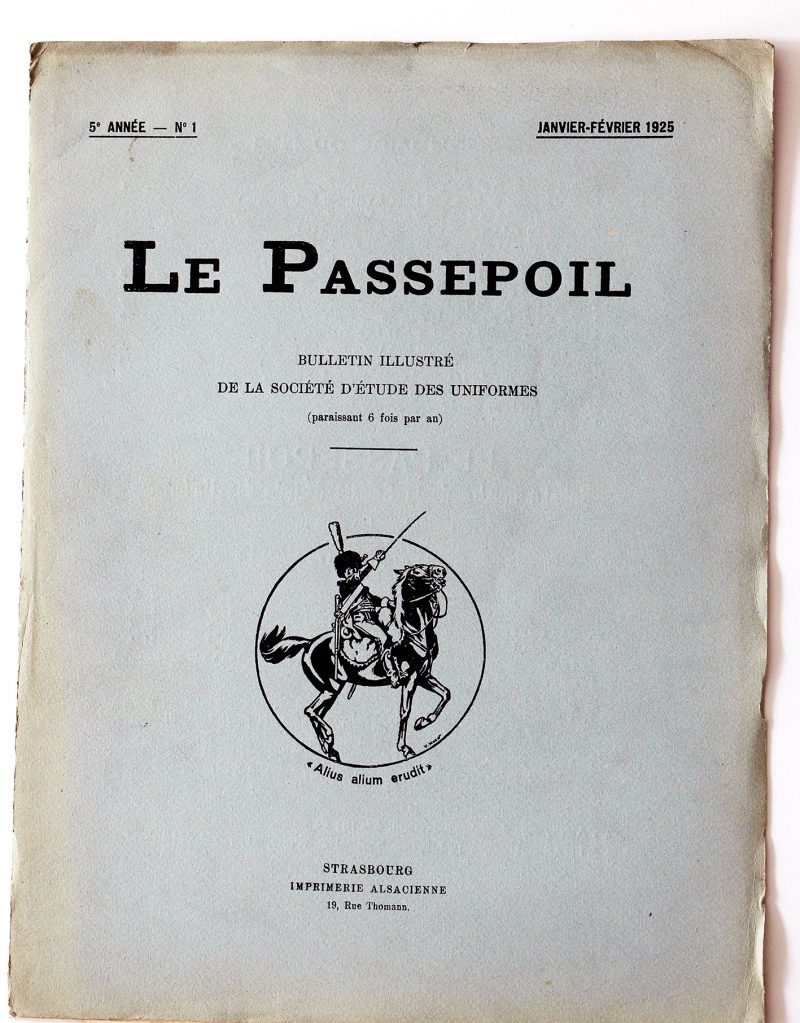 5e ANNÉE — No 1
JANVIER-FÉVRIER 1925
LE PASSEPOIL
BULLETIN ILLUSTRÉ
DE LA SOCIÉTÉ D'ÉTUDE DES UNIFORMES
(paraissant 6 fois par an)
« Alius alium erudit »
STRASBOURG
IMPRIMERIE ALSACIENNE
19, Rue Thomann.